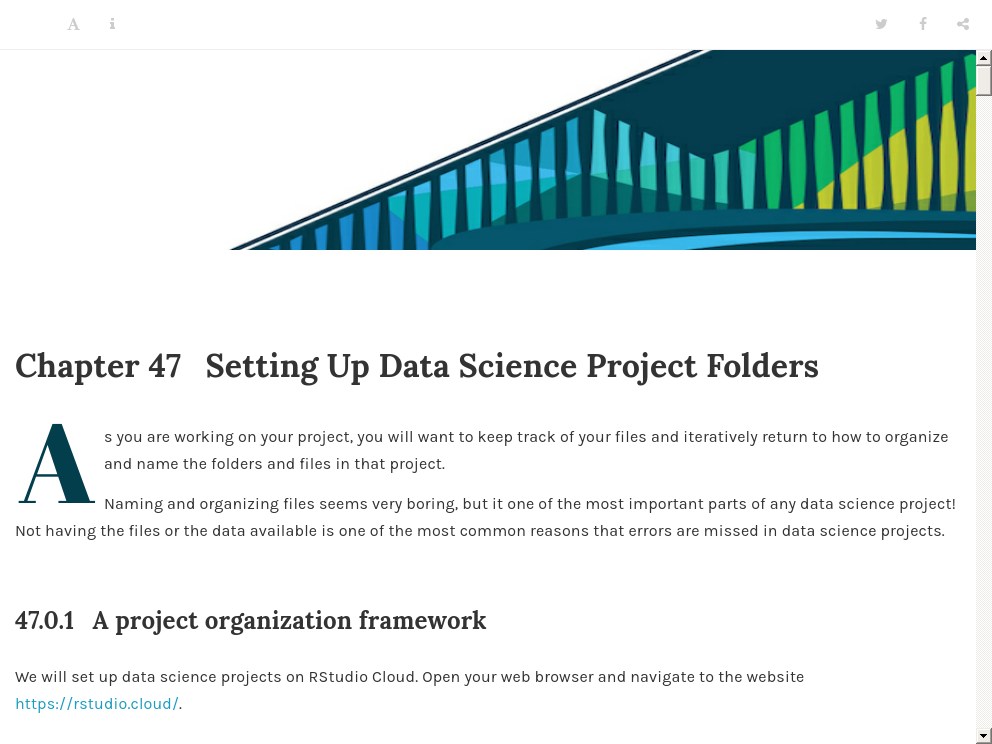 A
Chapter 47 Setting Up Data Science Project Folders
As you are working on your project, you will want to keep track of your files and iteratively return to how to organize
and name the folders and files in that project.
Naming and organizing files seems very boring, but it one of the most important parts of any data science project!
Not having the files or the data available is one of the most common reasons that errors are missed in data science projects.
47.0.1 A project organization framework
We will set up data science projects on RStudio Cloud. Open your web browser and navigate to the website
https://rstudio.cloud/.